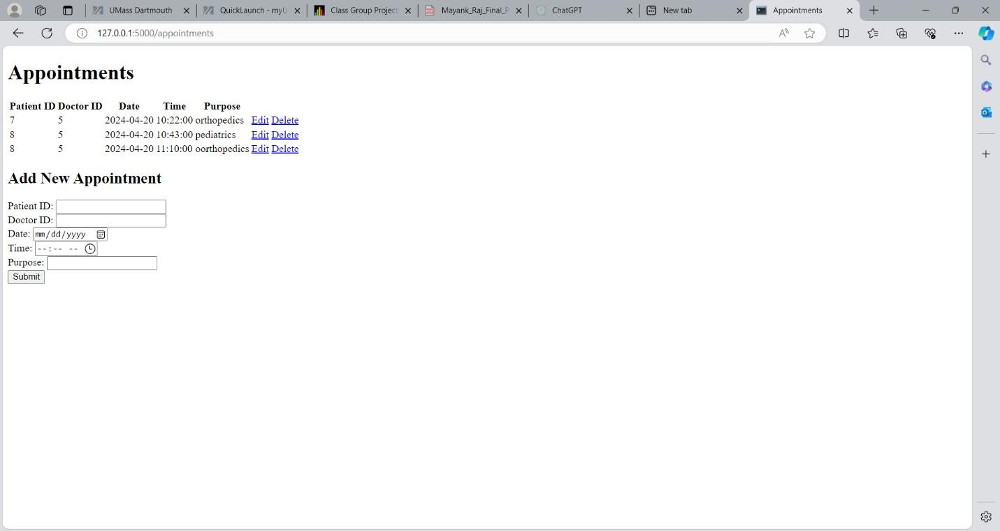 UMass Dartmouth
QuickLaunch - myU
Class Group Project
Mayank_Raj_Final_P
ChatGPT
New tab
Appointments
127.0.0.1:5000/appointments
Appointments
Patient ID Doctor ID Date Time Purpose
7 5 2024-04-20 10:22:00 orthopedics Edit Delete
8 5 2024-04-20 10:43:00 pediatrics Edit Delete
8 5 2024-04-20 11:10:00 oorthopedics Edit Delete
Add New Appointment
Patient ID:
Doctor ID:
Date: mm/dd/yyyy
Time: --:-- --
Purpose:
Submit